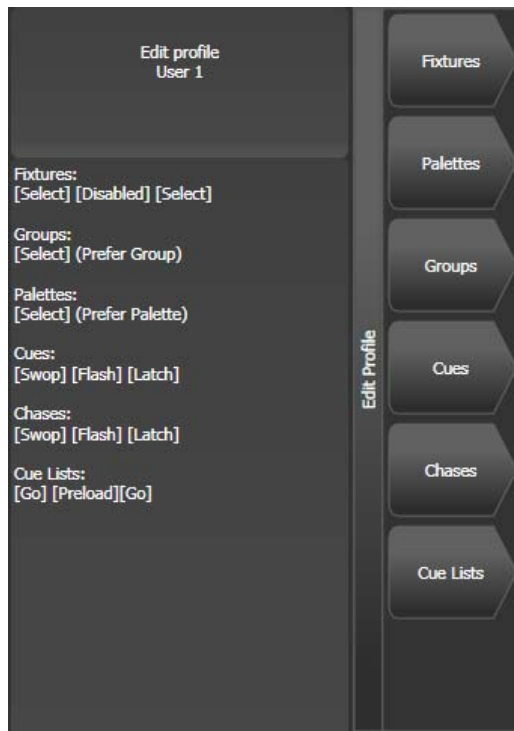 Edit profile
User 1
Fixtures:
[Select] [Disabled] [Select]
Groups:
[Select] (Prefer Group)
Palettes:
[Select] (Prefer Palette)
Cues:
[Swop] [Flash] [Latch]
Chases:
[Swop] [Flash] [Latch]
Cue Lists:
[Go] [Preload][Go]
Edit Profile
Fixtures
Palettes
Groups
Cues
Chases
Cue Lists